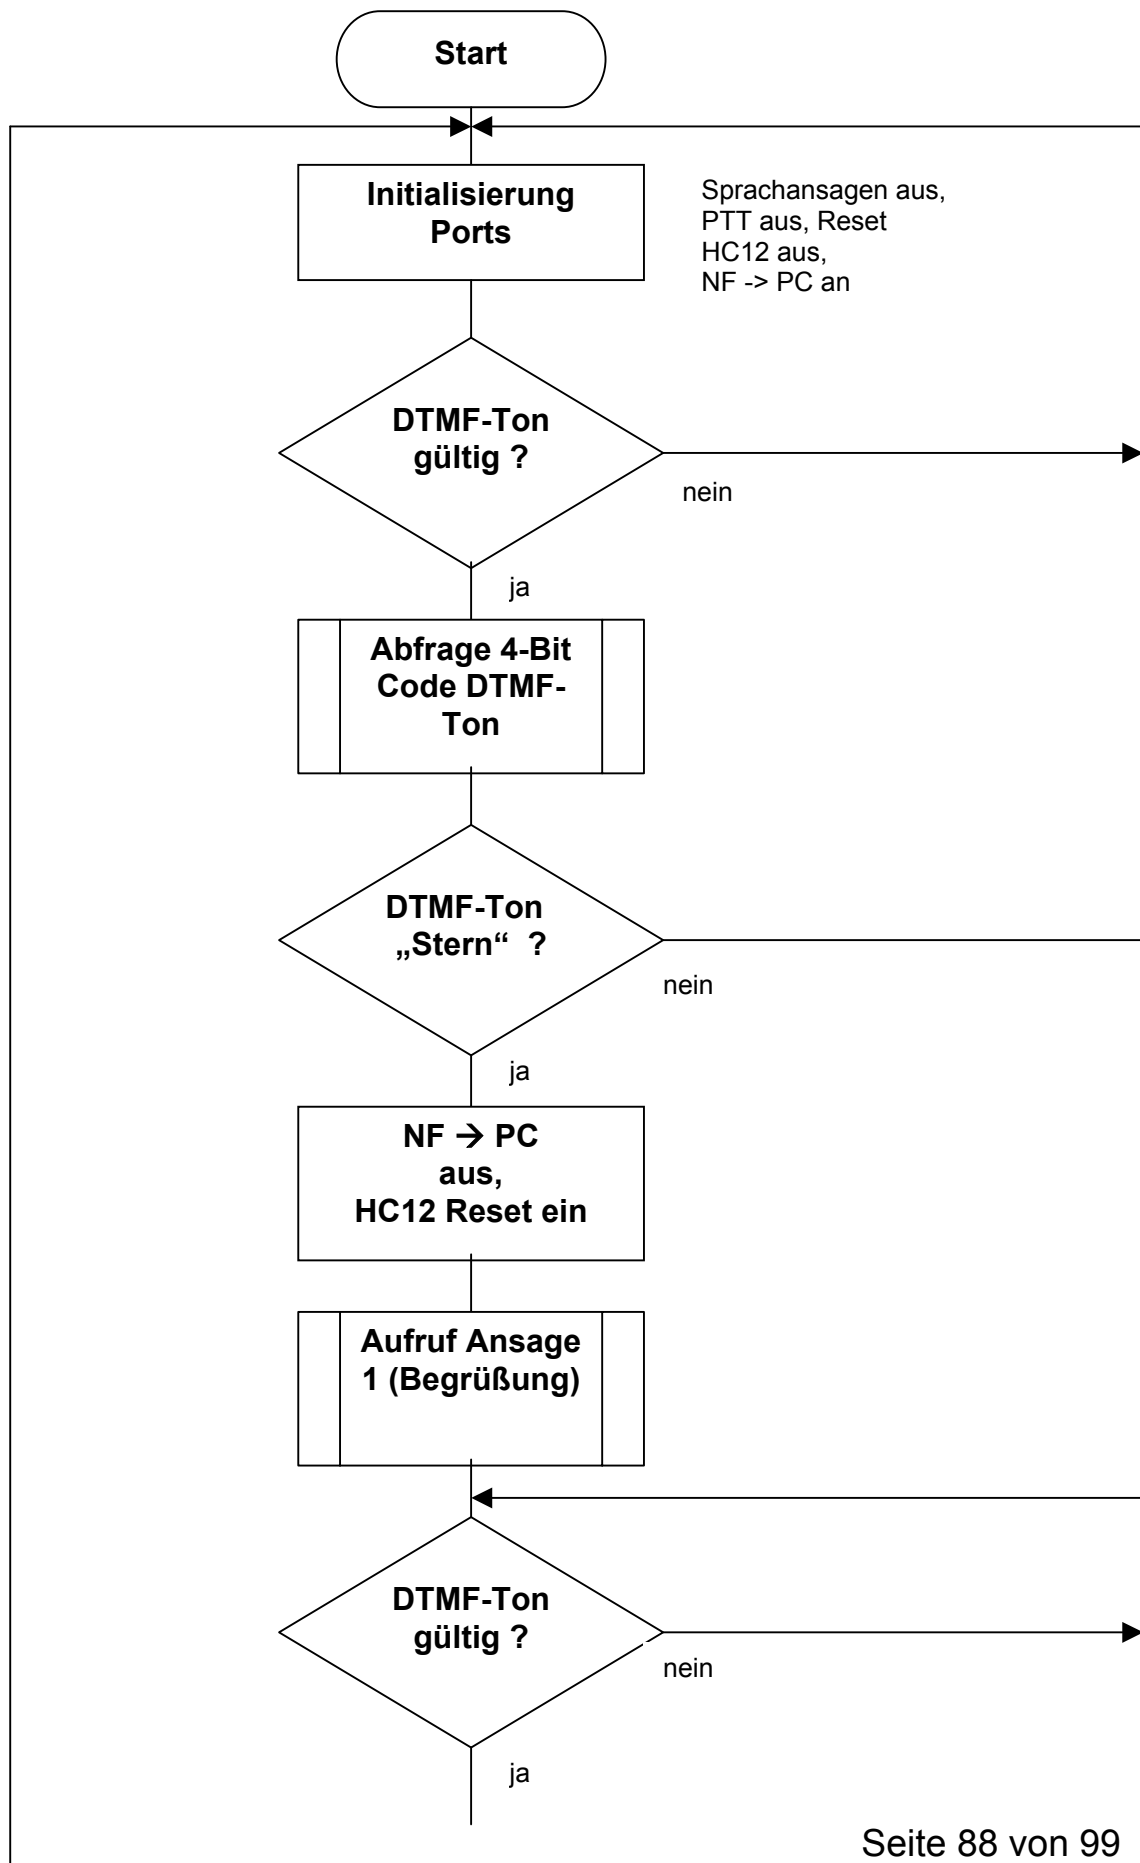 Start
Initialisierung
Ports
Sprachansagen aus,
PTT aus, Reset
HC12 aus,
NF -> PC an
DTMF-Ton
gültig ?
nein
ja
Abfrage 4-Bit
Code DTMF-
Ton
DTMF-Ton
„Stern“ ?
nein
ja
NF → PC
aus,
HC12 Reset ein
Aufruf Ansage
1 (Begrüßung)
DTMF-Ton
gültig ?
nein
ja
Seite 88 von 99